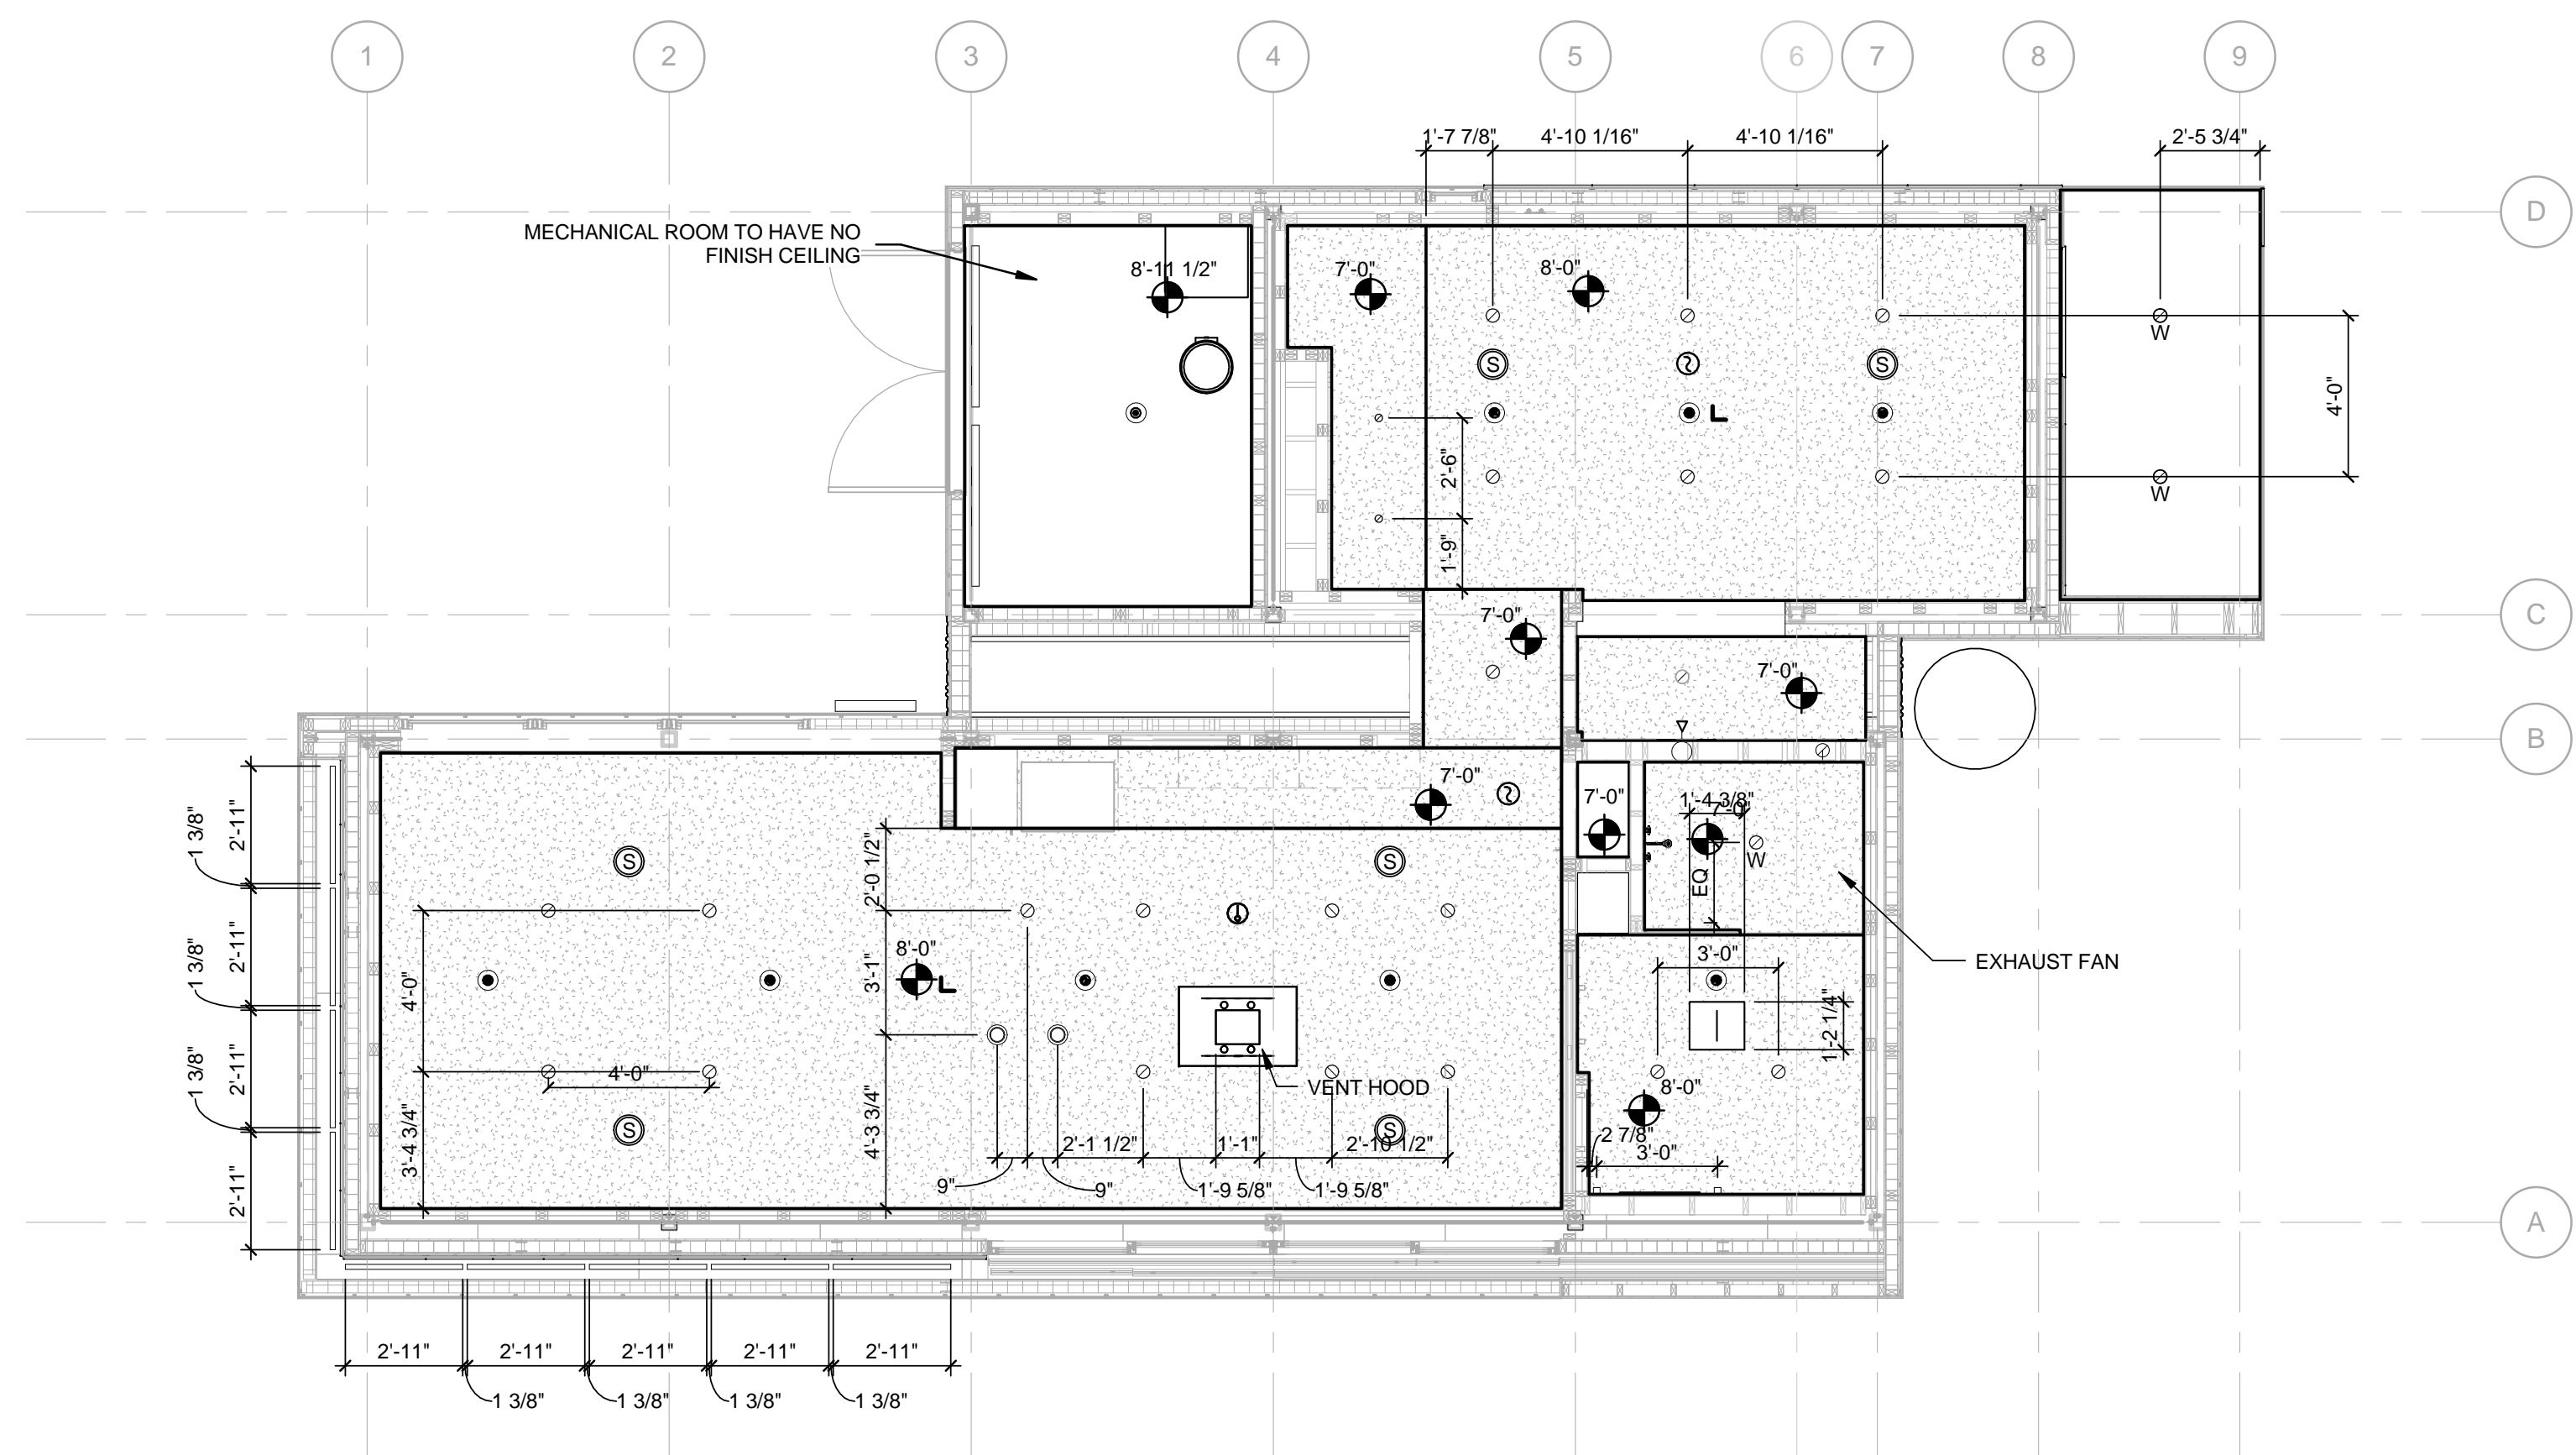 1 2 3 4 5 6 7 8 9
1'-7 7/8" 4'-10 1/16" 4'-10 1/16" 2'-5 3/4"
D
MECHANICAL ROOM TO HAVE NO
FINISH CEILING
8'-11 1/2" 7'-0" 8'-0"
W
S S
4'-0"
L
2'-6"
W
1'-9"
C
7'-0"
7'-0"
B
7'-0"
7'-0"
1'-4 3/8"
7'-0"
W
EQ
2'-11"
1 3/8"
2'-11"
1 3/8"
2'-11"
1 3/8"
2'-11"
S S
2'-0 1/2"
8'-0"
L
3'-1"
4'-0"
EXHAUST FAN
3'-0"
1'-2 1/4"
4'-0"
VENT HOOD
8'-0"
3'-4 3/4"
4'-3 3/4"
S S
2'-1 1/2" 1'-1" 2'-10 1/2"
2 7/8"
3'-0"
9" 9" 1'-9 5/8" 1'-9 5/8"
A
2'-11" 2'-11" 2'-11" 2'-11" 2'-11"
1 3/8" 1 3/8" 1 3/8" 1 3/8"